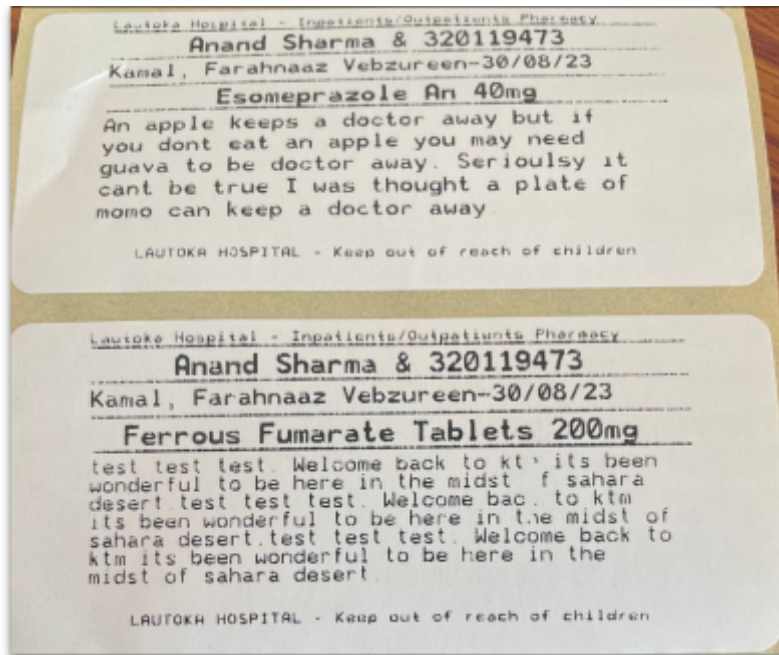 Lautoka Hospital - Inpatients/Outpatients Pharmacy
Anand Sharma & 320119473
Kamal, Farahnaaz Vebzureen-30/08/23
Esomeprazole An 40mg
An apple keeps a doctor away but if
you dont eat an apple you may need
guava to be doctor away. Serioulsy it
cant be true I was thought a plate of
momo can keep a doctor away
LAUTOKA HOSPITAL - Keep out of reach of children
Lautoka Hospital - Inpatients/Outpatients Pharmacy
Anand Sharma & 320119473
Kamal, Farahnaaz Vebzureen-30/08/23
Ferrous Fumarate Tablets 200mg
test test test. Welcome back to its been
wonderful to be here in the midst sahara
desert.test test test. Welcome to ktm
its been wonderful to be here in the midst of
sahara desert.test test test. Welcome back to
ktm its been wonderful to be here in the
midst of sahara desert.
LAUTOKA HOSPITAL - Keep out of reach of children